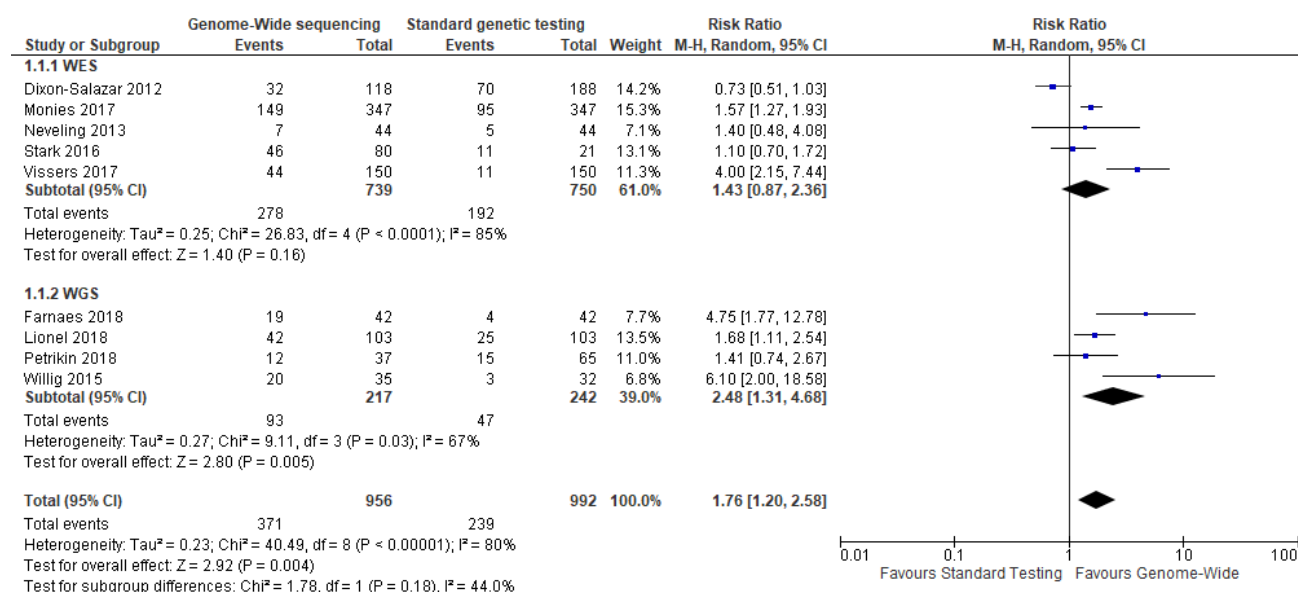 Genome-Wide sequencing Standard genetic testing Risk Ratio Risk Ratio
Study or Subgroup Events Total Events Total Weight M-H, Random, 95% CI M-H, Random, 95% CI
1.1.1 WES
Dixon-Salazar 2012 32 118 70 188 14.2% 0.73 [0.51, 1.03]
Monies 2017 149 347 95 347 15.3% 1.57 [1.27, 1.93]
Neveling 2013 7 44 5 44 7.1% 1.40 [0.48, 4.08]
Stark 2016 46 80 11 21 13.1% 1.10 [0.70, 1.72]
Vissers 2017 44 150 11 150 11.3% 4.00 [2.15, 7.44]
Subtotal (95% CI) 739 750 61.0% 1.43 [0.87, 2.36]
Total events 278 192
Heterogeneity: Tau² = 0.25; Chi² = 26.83, df = 4 (P < 0.0001); I² = 85%
Test for overall effect: Z = 1.40 (P = 0.16)
1.1.2 WGS
Farnaes 2018 19 42 4 42 7.7% 4.75 [1.77, 12.78]
Lionel 2018 42 103 25 103 13.5% 1.68 [1.11, 2.54]
Petrikin 2018 12 37 15 65 11.0% 1.41 [0.74, 2.67]
Willig 2015 20 35 3 32 6.8% 6.10 [2.00, 18.58]
Subtotal (95% CI) 217 242 39.0% 2.48 [1.31, 4.68]
Total events 93 47
Heterogeneity: Tau² = 0.27; Chi² = 9.11, df = 3 (P = 0.03); I² = 67%
Test for overall effect: Z = 2.80 (P = 0.005)
Total (95% CI) 956 992 100.0% 1.76 [1.20, 2.58]
Total events 371 239
Heterogeneity: Tau² = 0.23; Chi² = 40.49, df = 8 (P < 0.00001); I² = 80%
Test for overall effect: Z = 2.92 (P = 0.004)
Test for subgroup differences: Chi² = 1.78, df = 1 (P = 0.18), I² = 44.0%
0.01 0.1 1 10 100
Favours Standard Testing Favours Genome-Wide